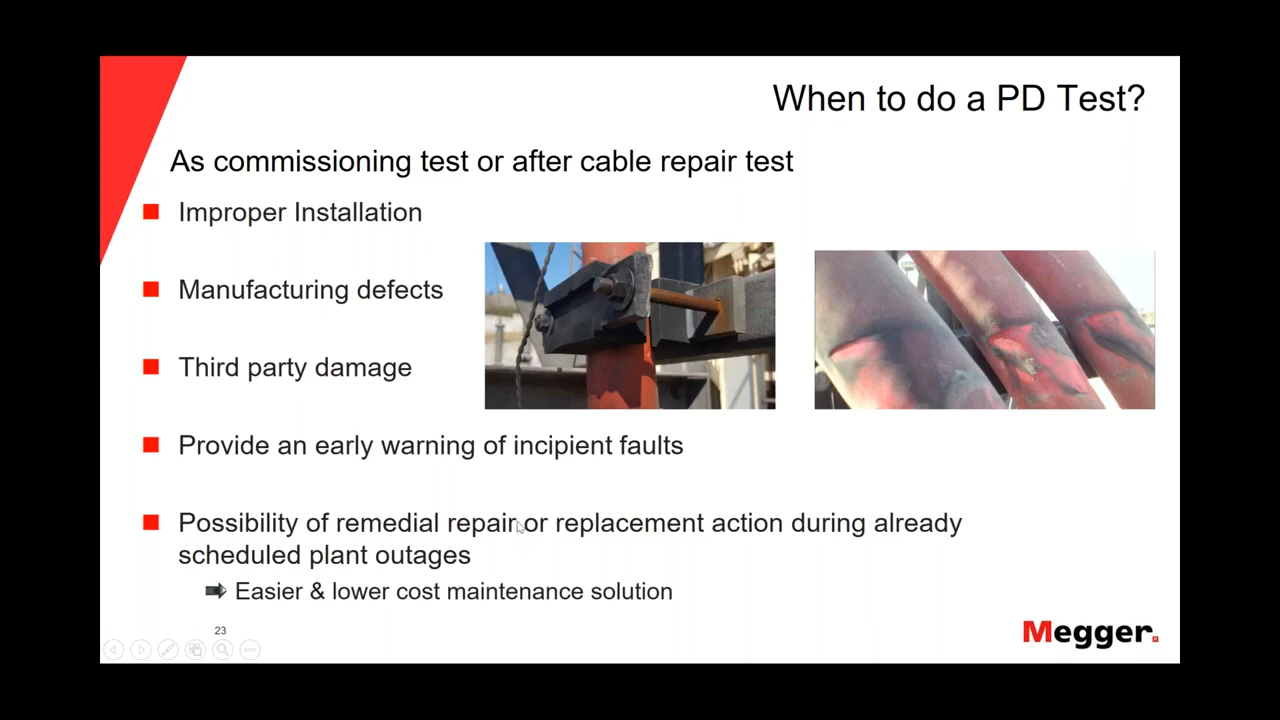 When to do a PD Test?
As commissioning test or after cable repair test
Improper Installation
Manufacturing defects
Third party damage
Provide an early warning of incipient faults
Possibility of remedial repair or replacement action during already
scheduled plant outages
Easier & lower cost maintenance solution
23
Megger.